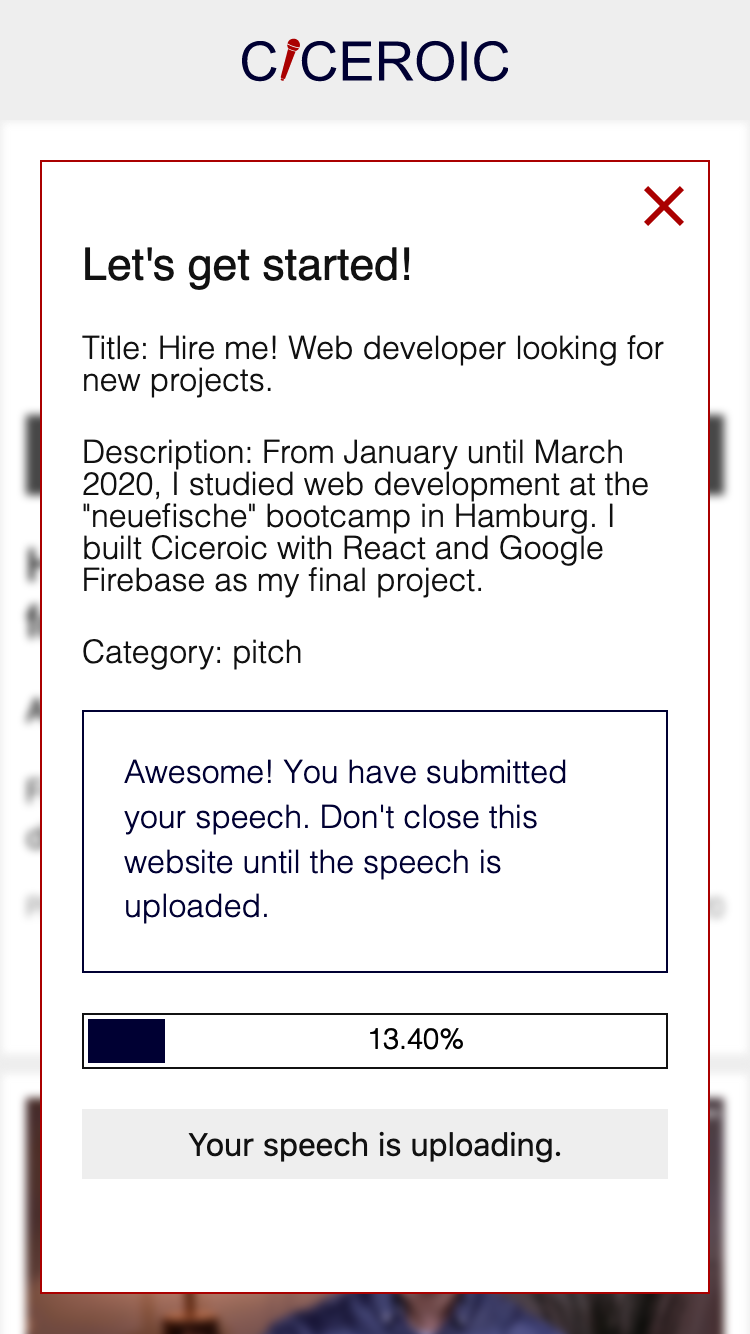 CICEROIC
Let's get started!
Title: Hire me! Web developer looking for
new projects.
Description: From January until March
2020, I studied web development at the
"neuefische" bootcamp in Hamburg. I
built Ciceroic with React and Google
Firebase as my final project.
Category: pitch
Awesome! You have submitted
your speech. Don't close this
website until the speech is
uploaded.
13.40%
Your speech is uploading.